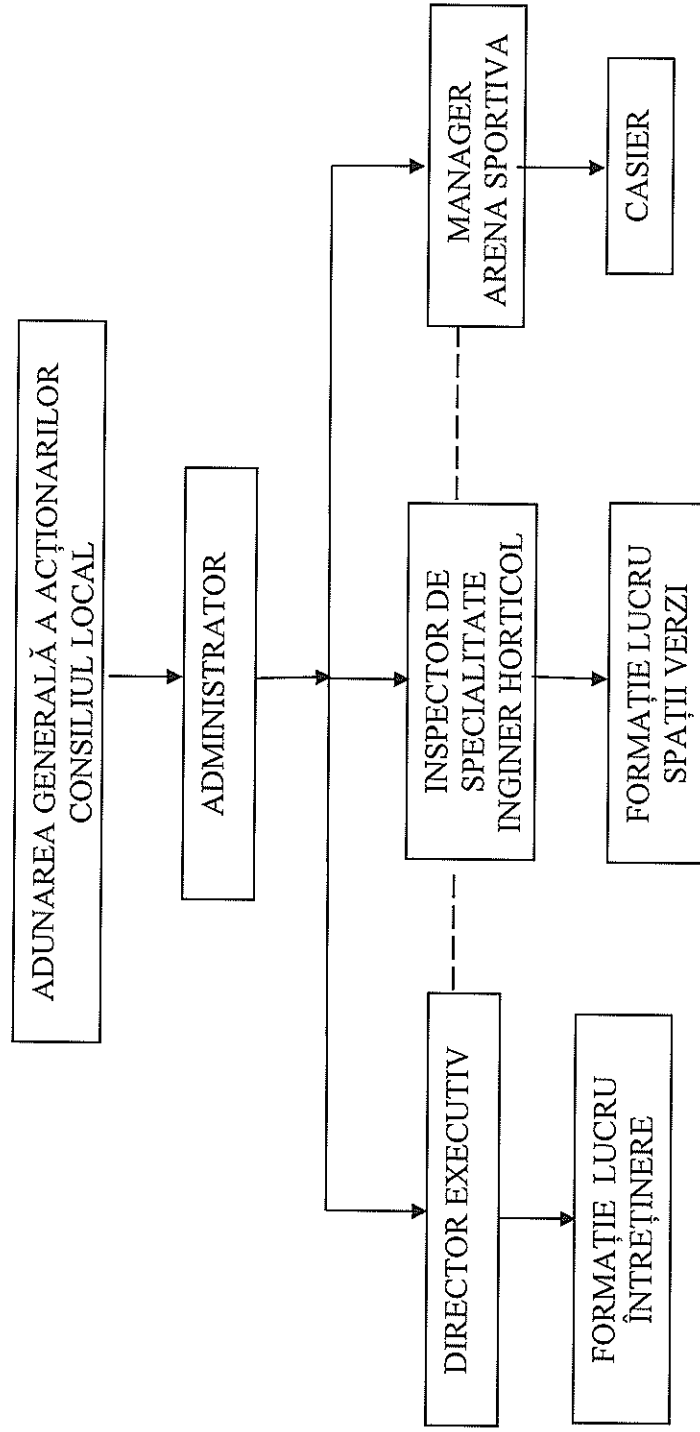 ADUNAREA GENERALĂ A ACȚIONARILOR
CONSILIUL LOCAL
ADMINISTRATOR
DIRECTOR EXECUTIV
INSPECTOR DE
SPECIALITATE
INGINER HORTICOL
MANAGER
ARENA SPORTIVA
FORMAȚIE LUCRU
ÎNTREȚINERE
FORMAȚIE LUCRU
SPAȚII VERZI
CASIER